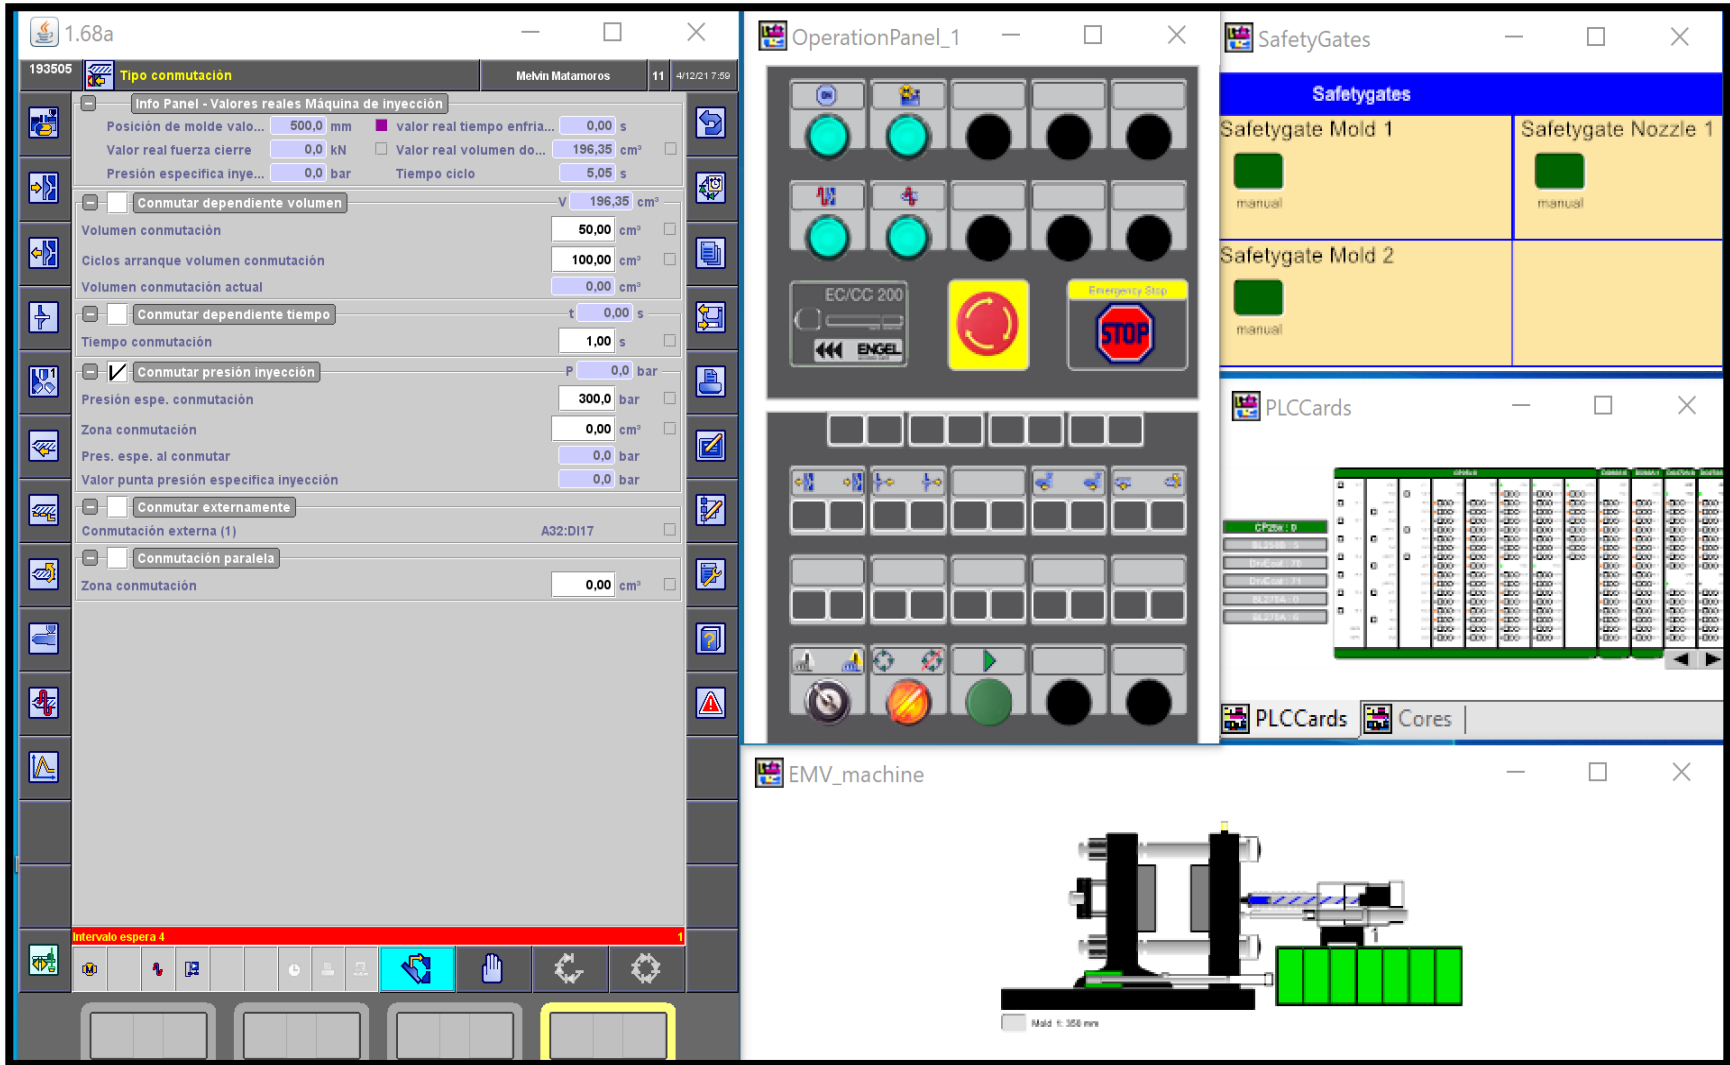 1.68a
193505 Tipo conmutación Melvin Matamoros 11 4/12/21 7:59
Info Panel - Valores reales Máquina de inyección
Posición de molde valo... 500,0 mm valor real tiempo enfria... 0,00 s
Valor real fuerza cierre 0,0 kN Valor real volumen do... 196,35 cm³
Presión especifica inye... 0,0 bar Tiempo ciclo 5,05 s
Conmutar dependiente volumen V 196,35 cm³
Volumen conmutación 50,00 cm³
Ciclos arranque volumen conmutación 100,00 cm³
Volumen conmutación actual 0,00 cm³
Conmutar dependiente tiempo t 0,00 s
Tiempo conmutación 1,00 s
Conmutar presión inyección P 0,0 bar
Presión espe. conmutación 300,0 bar
Zona conmutación 0,00 cm³
Pres. espe. al conmutar 0,0 bar
Valor punta presión especifica inyección 0,0 bar
Conmutar externamente
Conmutación externa (1) A32:DI17
Conmutación paralela
Zona conmutación 0,00 cm³
Intervalo espera 4 1
OperationPanel_1
ON
EC/CC 200
ENGEL
Emergency Stop
STOP
SafetyGates
Safetygates
Safetygate Mold 1 Safetygate Nozzle 1
manual manual
Safetygate Mold 2
manual
PLCCards
PLCCards Cores
EMV_machine
1
Mold 1: 358 mm